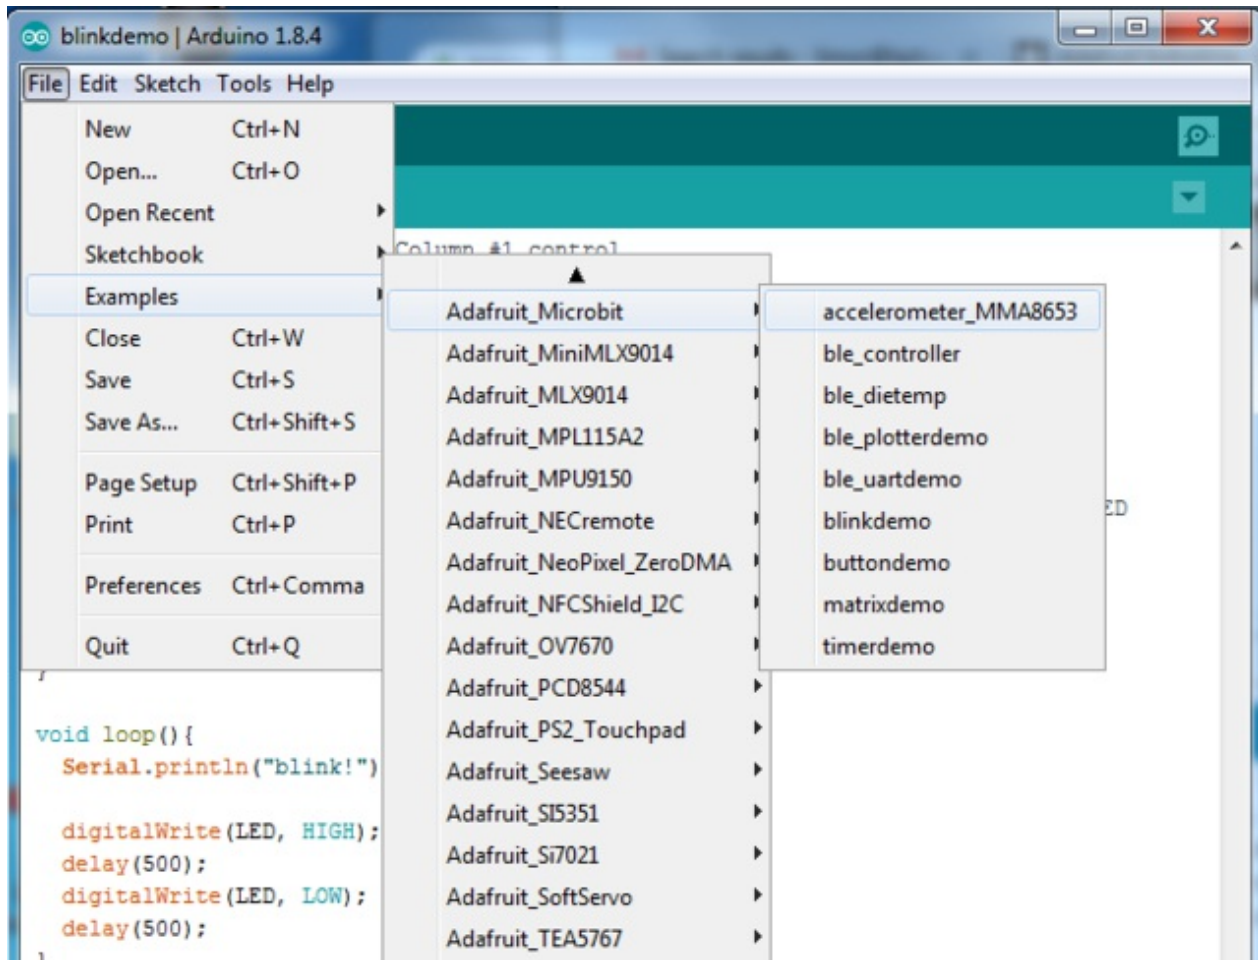 blinkdemo | Arduino 1.8.4
File Edit Sketch Tools Help
New Ctrl+N
Open... Ctrl+O
Open Recent
Sketchbook
Examples
Close Ctrl+W
Save Ctrl+S
Save As... Ctrl+Shift+S
Page Setup Ctrl+Shift+P
Print Ctrl+P
Preferences Ctrl+Comma
Quit Ctrl+Q
Column #1 control
Adafruit_Microbit
Adafruit_MiniMLX9014
Adafruit_MLX9014
Adafruit_MPL115A2
Adafruit_MPU9150
Adafruit_NECremote
Adafruit_NeoPixel_ZeroDMA
Adafruit_NFCShield_I2C
Adafruit_OV7670
Adafruit_PCD8544
Adafruit_PS2_Touchpad
Adafruit_Seesaw
Adafruit_SI5351
Adafruit_Si7021
Adafruit_SoftServo
Adafruit_TEA5767
accelerometer_MMA8653
ble_controller
ble_dietemp
ble_plotterdemo
ble_uartdemo
blinkdemo
buttondemo
matrixdemo
timerdemo
ED
}
void loop(){
Serial.println("blink!")
digitalWrite(LED, HIGH);
delay(500);
digitalWrite(LED, LOW);
delay(500);
}